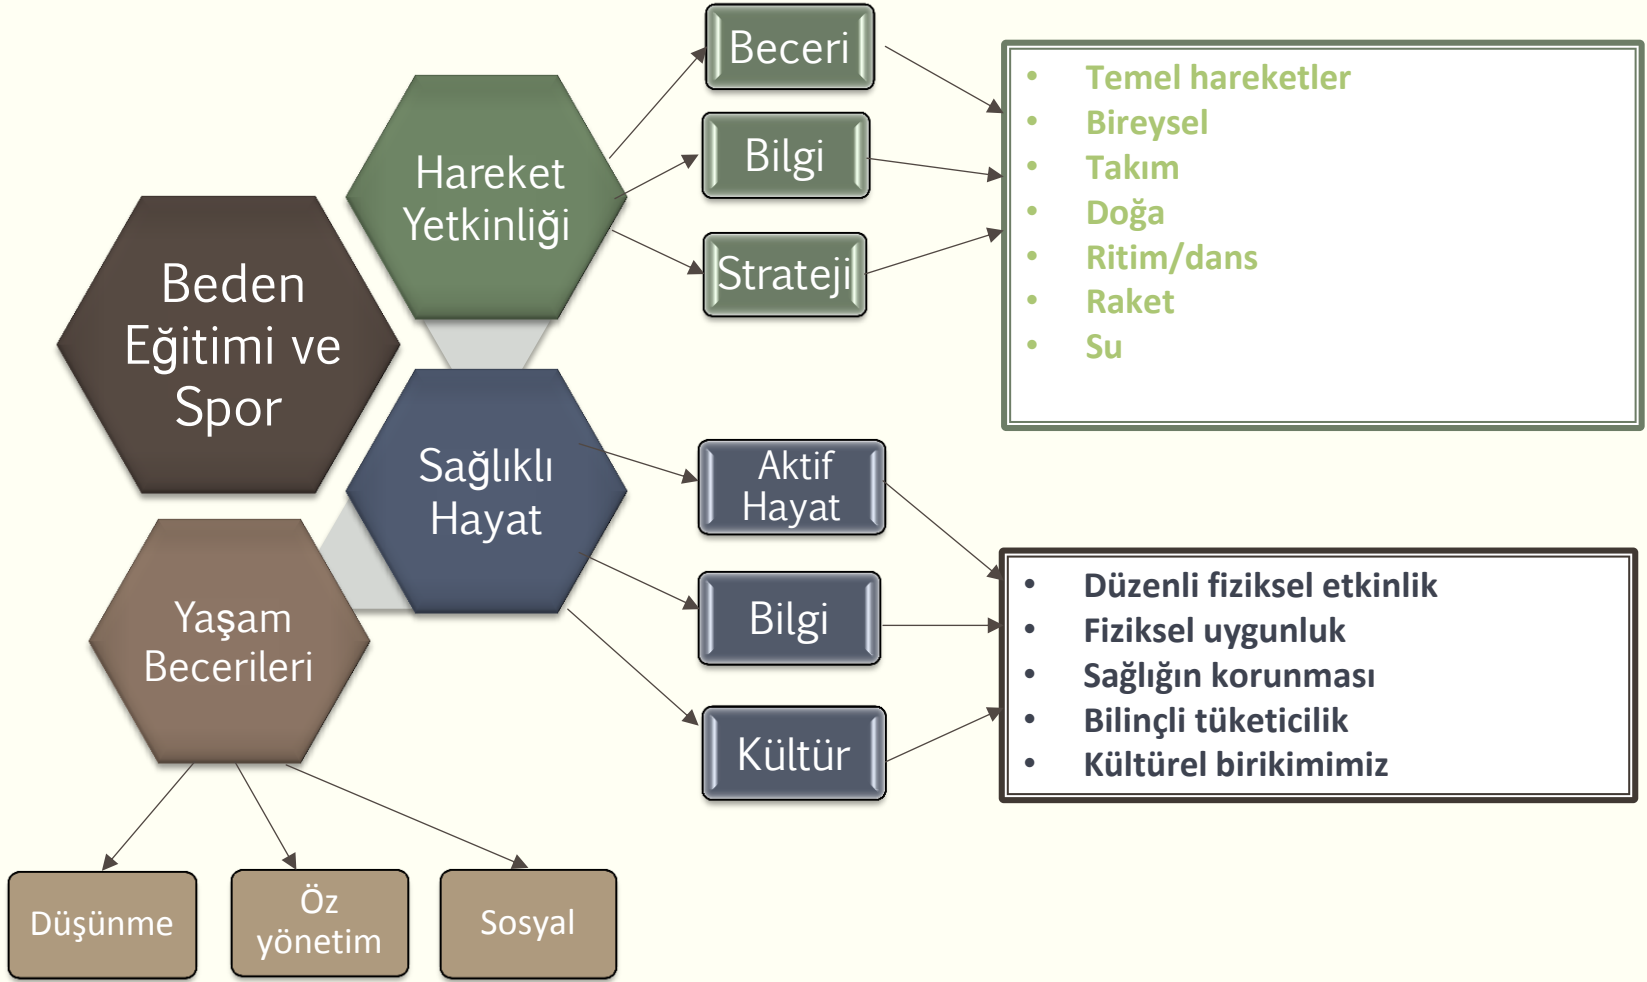 Beden
Eğitimi ve
Spor
Hareket
Yetkinliği
Beceri
Bilgi
Strateji
• Temel hareketler
• Bireysel
• Takım
• Doğa
• Ritim/dans
• Raket
• Su
Sağlıklı
Hayat
Aktif
Hayat
Bilgi
Kültür
• Düzenli fiziksel etkinlik
• Fiziksel uygunluk
• Sağlığın korunması
• Bilinçli tüketicilik
• Kültürel birikimimiz
Yaşam
Becerileri
Düşünme
Öz
yönetim
Sosyal